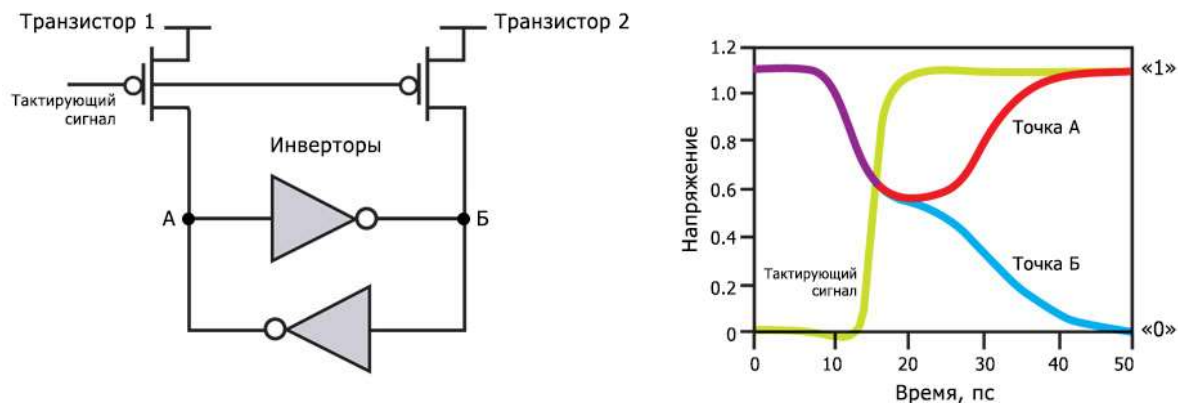 Транзистор 1
Транзистор 2
Тактирующий
сигнал
Инверторы
А
Б
Напряжение
1.2
1.0
0.8
0.6
0.4
0.2
0
«1»
Точка А
Точка Б
Тактирующий
сигнал
«0»
0
10
20
30
40
50
Время, пс